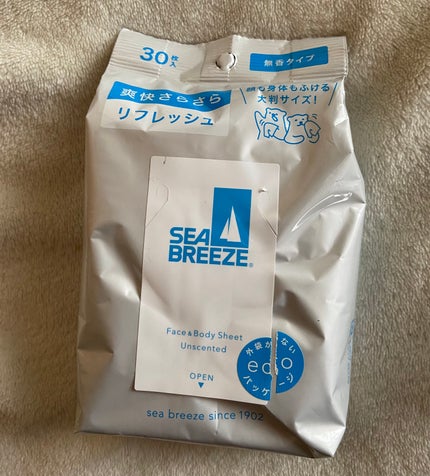 30枚入
無香タイプ
爽快さらさら
リフレッシュ
顔も身体もふける
大判サイズ!
SEA
BREEZE®
Face & Body Sheet
Unscented
外袋がない
eco
パッケージ
OPEN
sea breeze since 1902